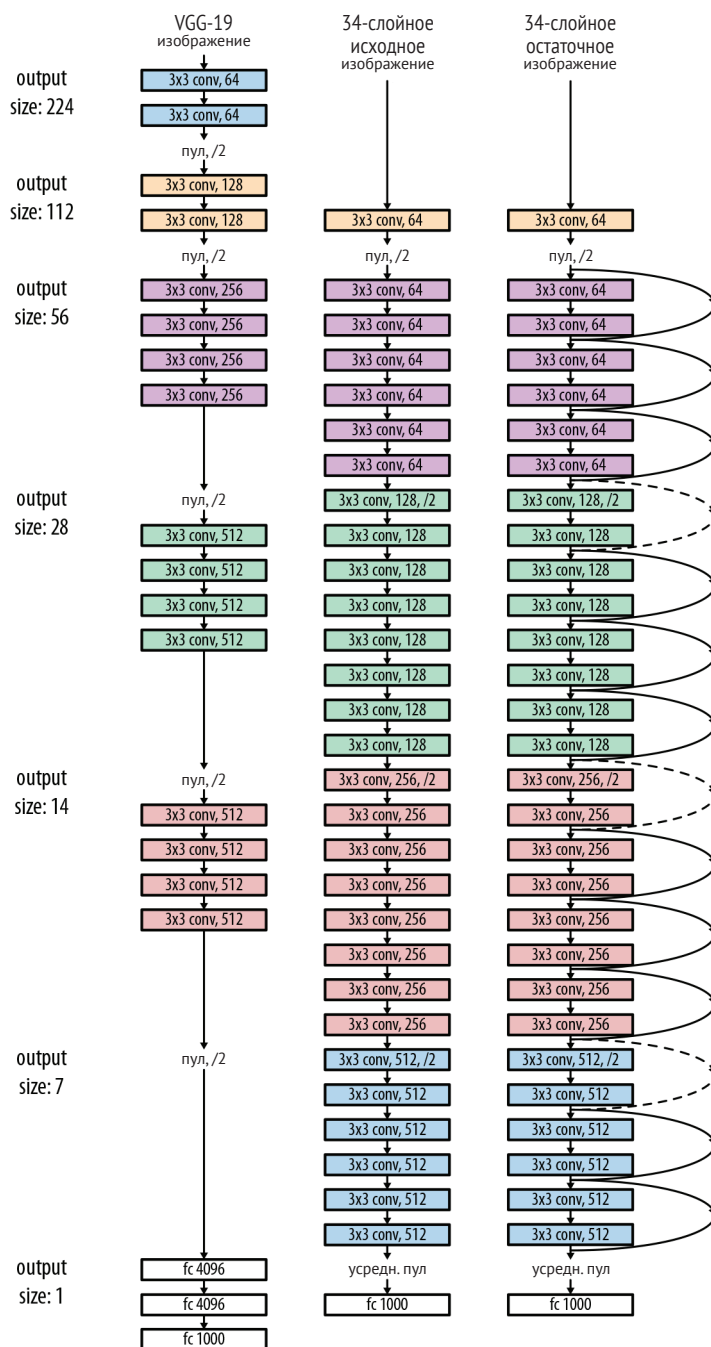 output
size: 224
output
size: 112
output
size: 56
output
size: 28
output
size: 14
output
size: 7
output
size: 1
VGG-19
изображение
3x3 conv, 64
3x3 conv, 64
пул, /2
3x3 conv, 128
3x3 conv, 128
пул, /2
3x3 conv, 256
3x3 conv, 256
3x3 conv, 256
3x3 conv, 256
пул, /2
3x3 conv, 512
3x3 conv, 512
3x3 conv, 512
3x3 conv, 512
пул, /2
3x3 conv, 512
3x3 conv, 512
3x3 conv, 512
3x3 conv, 512
пул, /2
fc 4096
fc 4096
fc 1000
34-слойное
исходное
изображение
3x3 conv, 64
пул, /2
3x3 conv, 64
3x3 conv, 64
3x3 conv, 64
3x3 conv, 64
3x3 conv, 64
3x3 conv, 64
3x3 conv, 128, /2
3x3 conv, 128
3x3 conv, 128
3x3 conv, 128
3x3 conv, 128
3x3 conv, 128
3x3 conv, 128
3x3 conv, 128
3x3 conv, 256, /2
3x3 conv, 256
3x3 conv, 256
3x3 conv, 256
3x3 conv, 256
3x3 conv, 256
3x3 conv, 256
3x3 conv, 256
3x3 conv, 512, /2
3x3 conv, 512
3x3 conv, 512
3x3 conv, 512
3x3 conv, 512
3x3 conv, 512
усредн. пул
fc 1000
34-слойное
остаточное
изображение
3x3 conv, 64
пул, /2
3x3 conv, 64
3x3 conv, 64
3x3 conv, 64
3x3 conv, 64
3x3 conv, 64
3x3 conv, 64
3x3 conv, 128, /2
3x3 conv, 128
3x3 conv, 128
3x3 conv, 128
3x3 conv, 128
3x3 conv, 128
3x3 conv, 128
3x3 conv, 128
3x3 conv, 256, /2
3x3 conv, 256
3x3 conv, 256
3x3 conv, 256
3x3 conv, 256
3x3 conv, 256
3x3 conv, 256
3x3 conv, 256
3x3 conv, 512, /2
3x3 conv, 512
3x3 conv, 512
3x3 conv, 512
3x3 conv, 512
3x3 conv, 512
усредн. пул
fc 1000